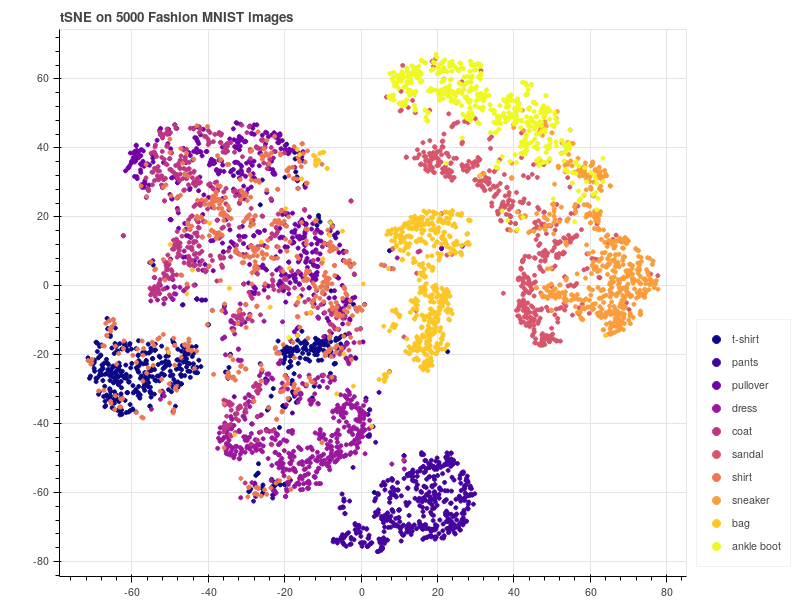 tSNE on 5000 Fashion MNIST images
60
40
20
0
-20
-40
-60
-80
-60 -40 -20 0 20 40 60 80
t-shirt
pants
pullover
dress
coat
sandal
shirt
sneaker
bag
ankle boot